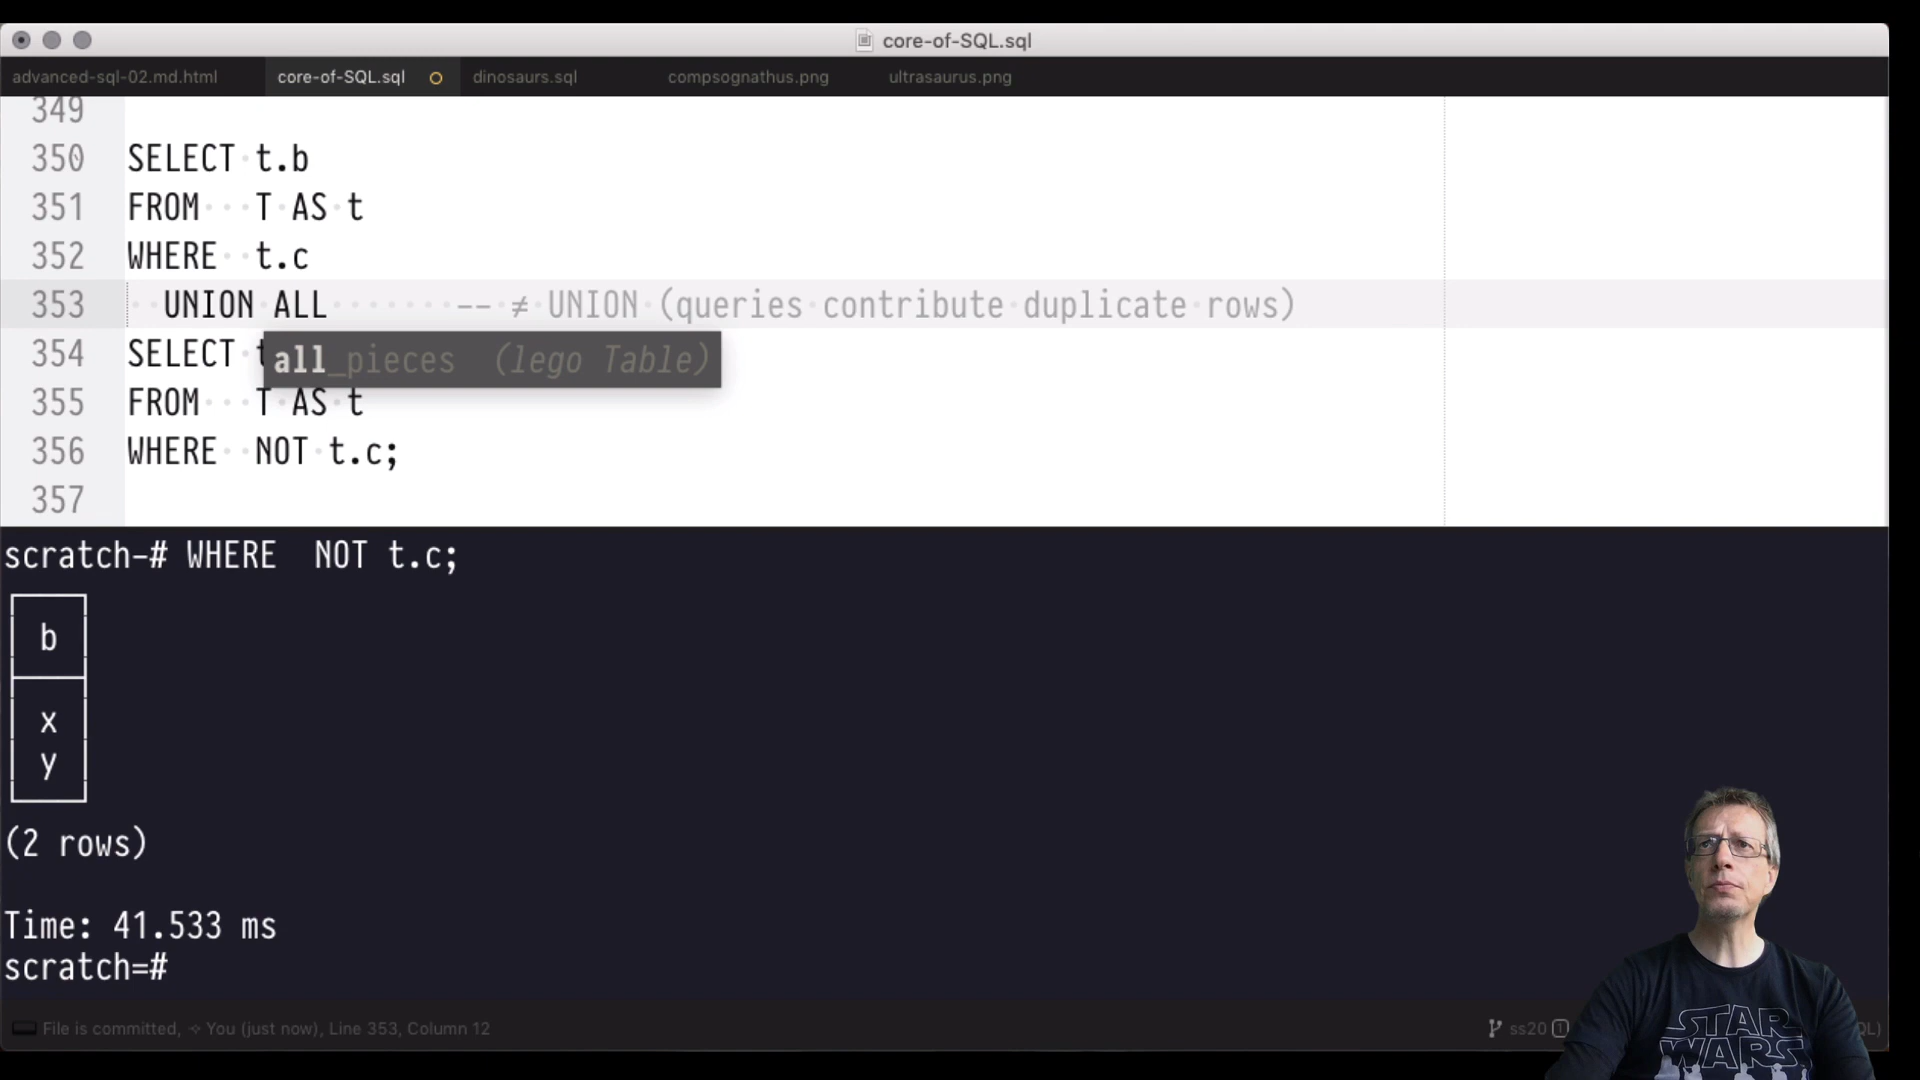 core-of-SQL.sql
advanced-sql-02.md.html core-of-SQL.sql dinosaurs.sql compsognathus.png ultrasaurus.png
349
350 SELECT t.b
351 FROM T AS t
352 WHERE t.c
353 UNION ALL -- ≠ UNION (queries contribute duplicate rows)
354 SELECT
all_pieces (lego Table)
355 FROM T AS t
356 WHERE NOT t.c;
357
scratch-# WHERE NOT t.c;
b
x
y
(2 rows)
Time: 41.533 ms
scratch=#
File is committed, You (just now), Line 353, Column 12 ss20 1 QL)
STAR
WARS